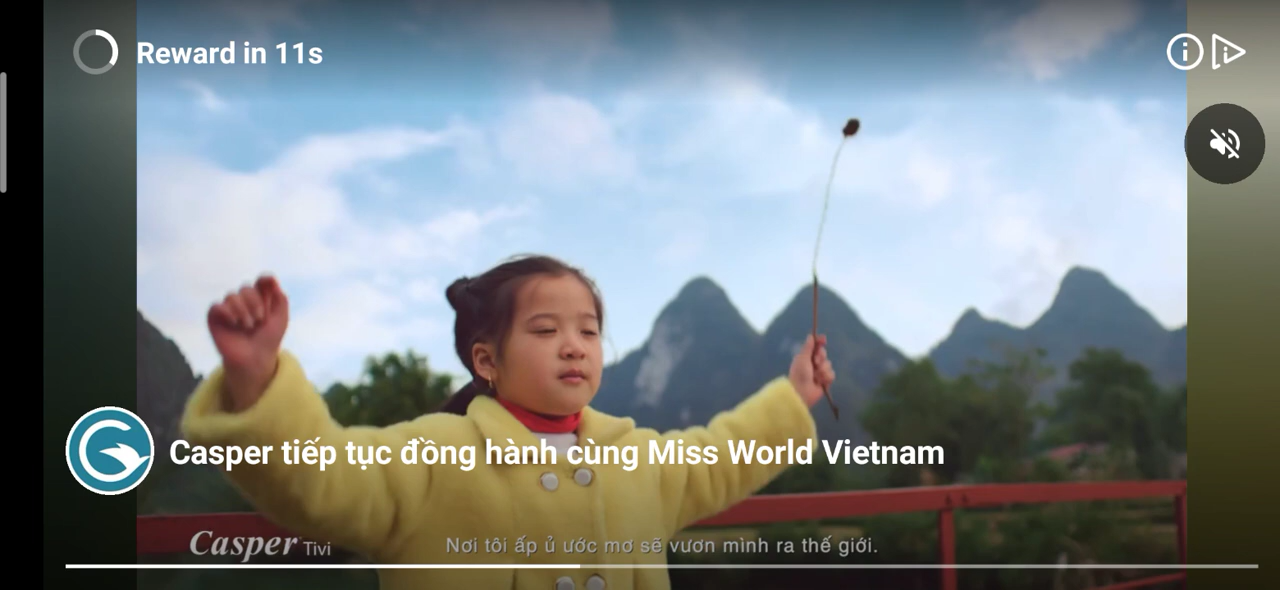 Reward in 11s
Casper tiếp tục đồng hành cùng Miss World Vietnam
Casper Tivi
Nơi tôi ấp ủ ước mơ sẽ vươn mình ra thế giới.